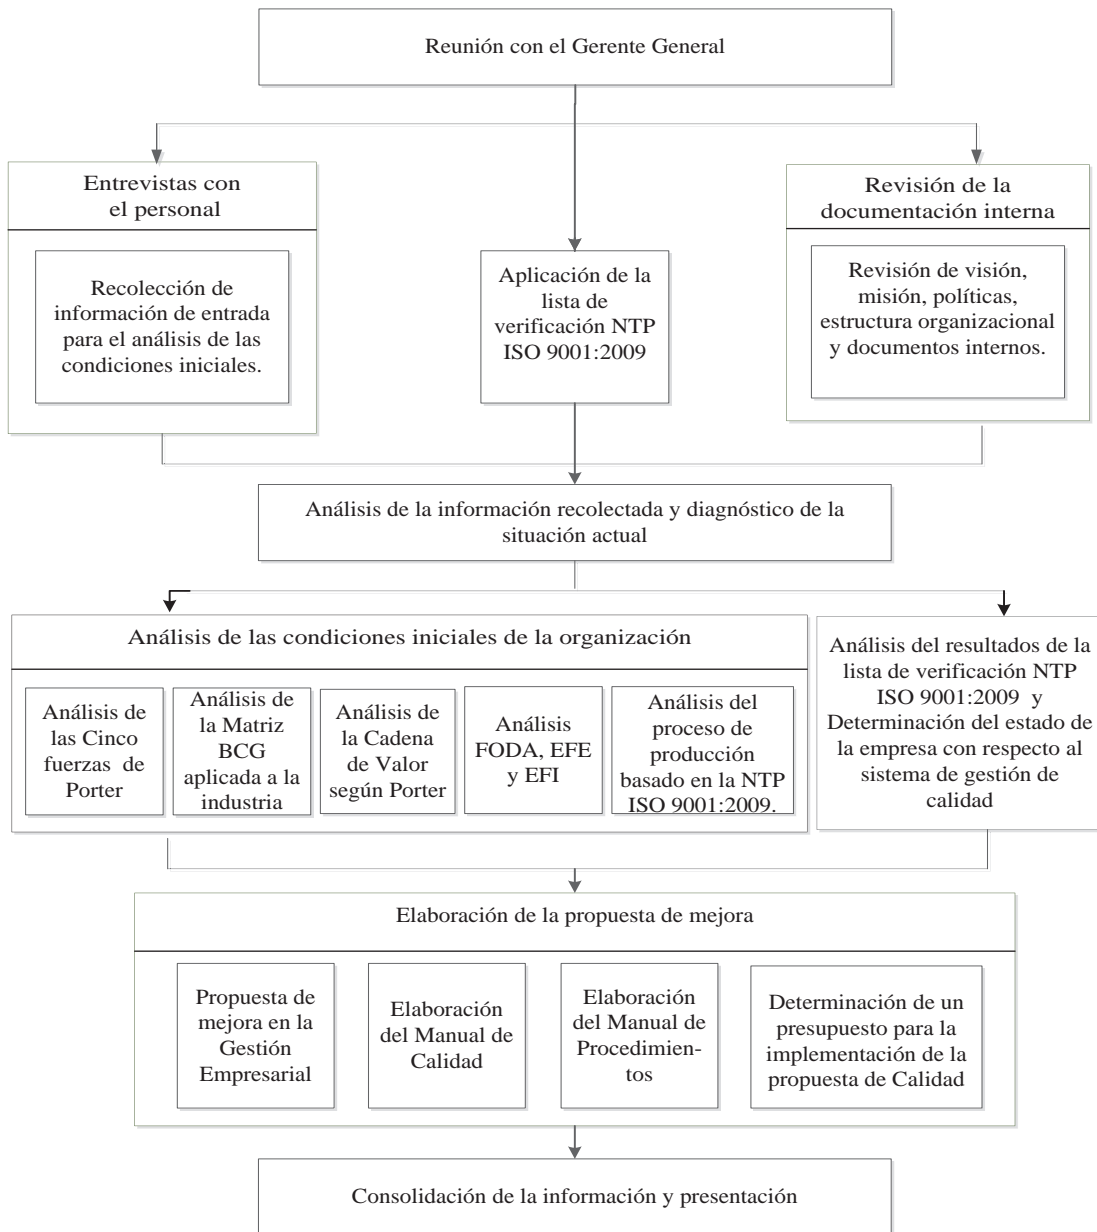 Reunión con el Gerente General
Entrevistas con
el personal
Recolección de
información de entrada
para el análisis de las
condiciones iniciales.
Aplicación de la
lista de
verificación NTP
ISO 9001:2009
Revisión de la
documentación interna
Revisión de visión,
misión, políticas,
estructura organizacional
y documentos internos.
Análisis de la información recolectada y diagnóstico de la
situación actual
Análisis de las condiciones iniciales de la organización
Análisis de
las Cinco
fuerzas de
Porter
Análisis de
la Matriz
BCG
aplicada a la
industria
Análisis de
la Cadena
de Valor
según Porter
Análisis
FODA, EFE
y EFI
Análisis del
proceso de
producción
basado en la NTP
ISO 9001:2009.
Análisis del resultados de la
lista de verificación NTP
ISO 9001:2009 y
Determinación del estado de
la empresa con respecto al
sistema de gestión de
calidad
Elaboración de la propuesta de mejora
Propuesta de
mejora en la
Gestión
Empresarial
Elaboración
del Manual de
Calidad
Elaboración
del Manual de
Procedimien-
tos
Determinación de un
presupuesto para la
implementación de la
propuesta de Calidad
Consolidación de la información y presentación